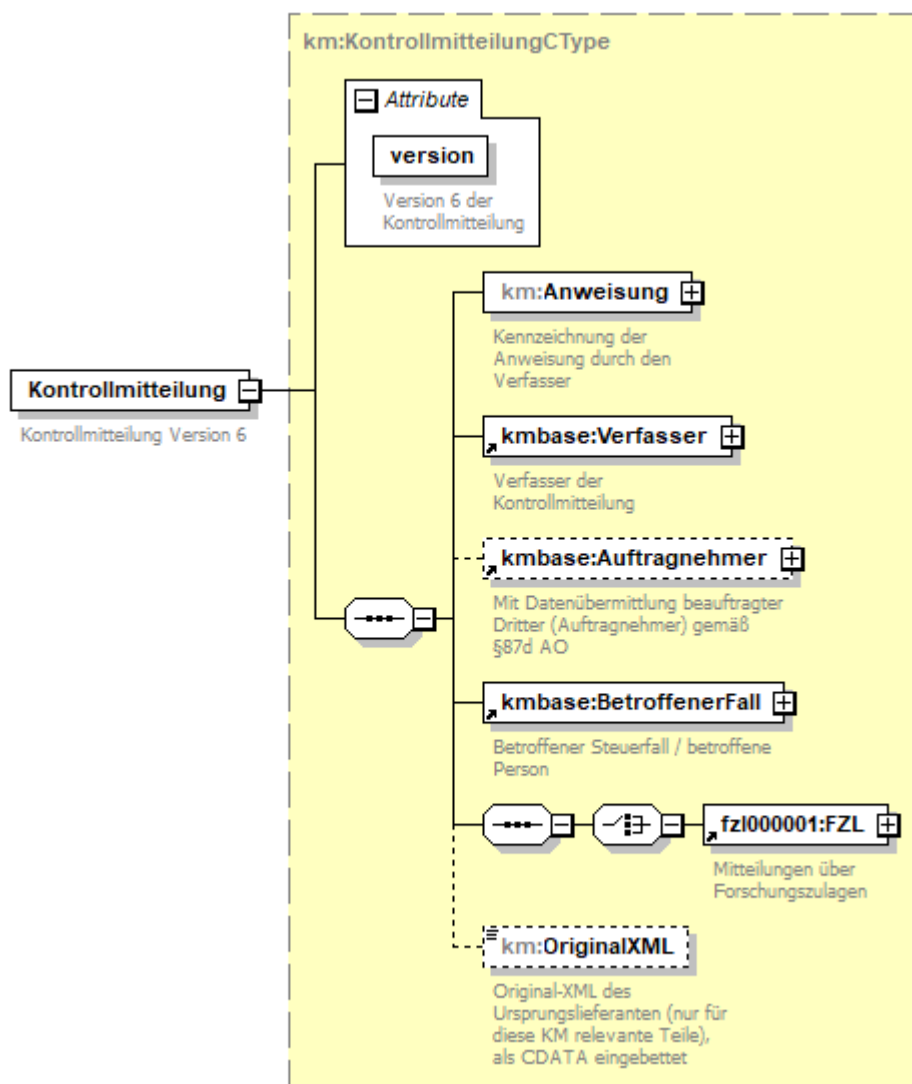 km:KontrollmitteilungCType
Attribute
version
Version 6 der
Kontrollmitteilung
km:Anweisung
Kennzeichnung der
Anweisung durch den
Verfasser
Kontrollmitteilung
Kontrollmitteilung Version 6
kmbase:Verfasser
Verfasser der
Kontrollmitteilung
kmbase:Auftragnehmer
Mit Datenübermittlung beauftragter
Dritter (Auftragnehmer) gemäß
§87d AO
kmbase:BetroffenerFall
Betroffener Steuerfall / betroffene
Person
fzl000001:FZL
Mitteilungen über
Forschungszulagen
km:OriginalXML
Original-XML des
Ursprungslieferanten (nur für
diese KM relevante Teile),
als CDATA eingebettet